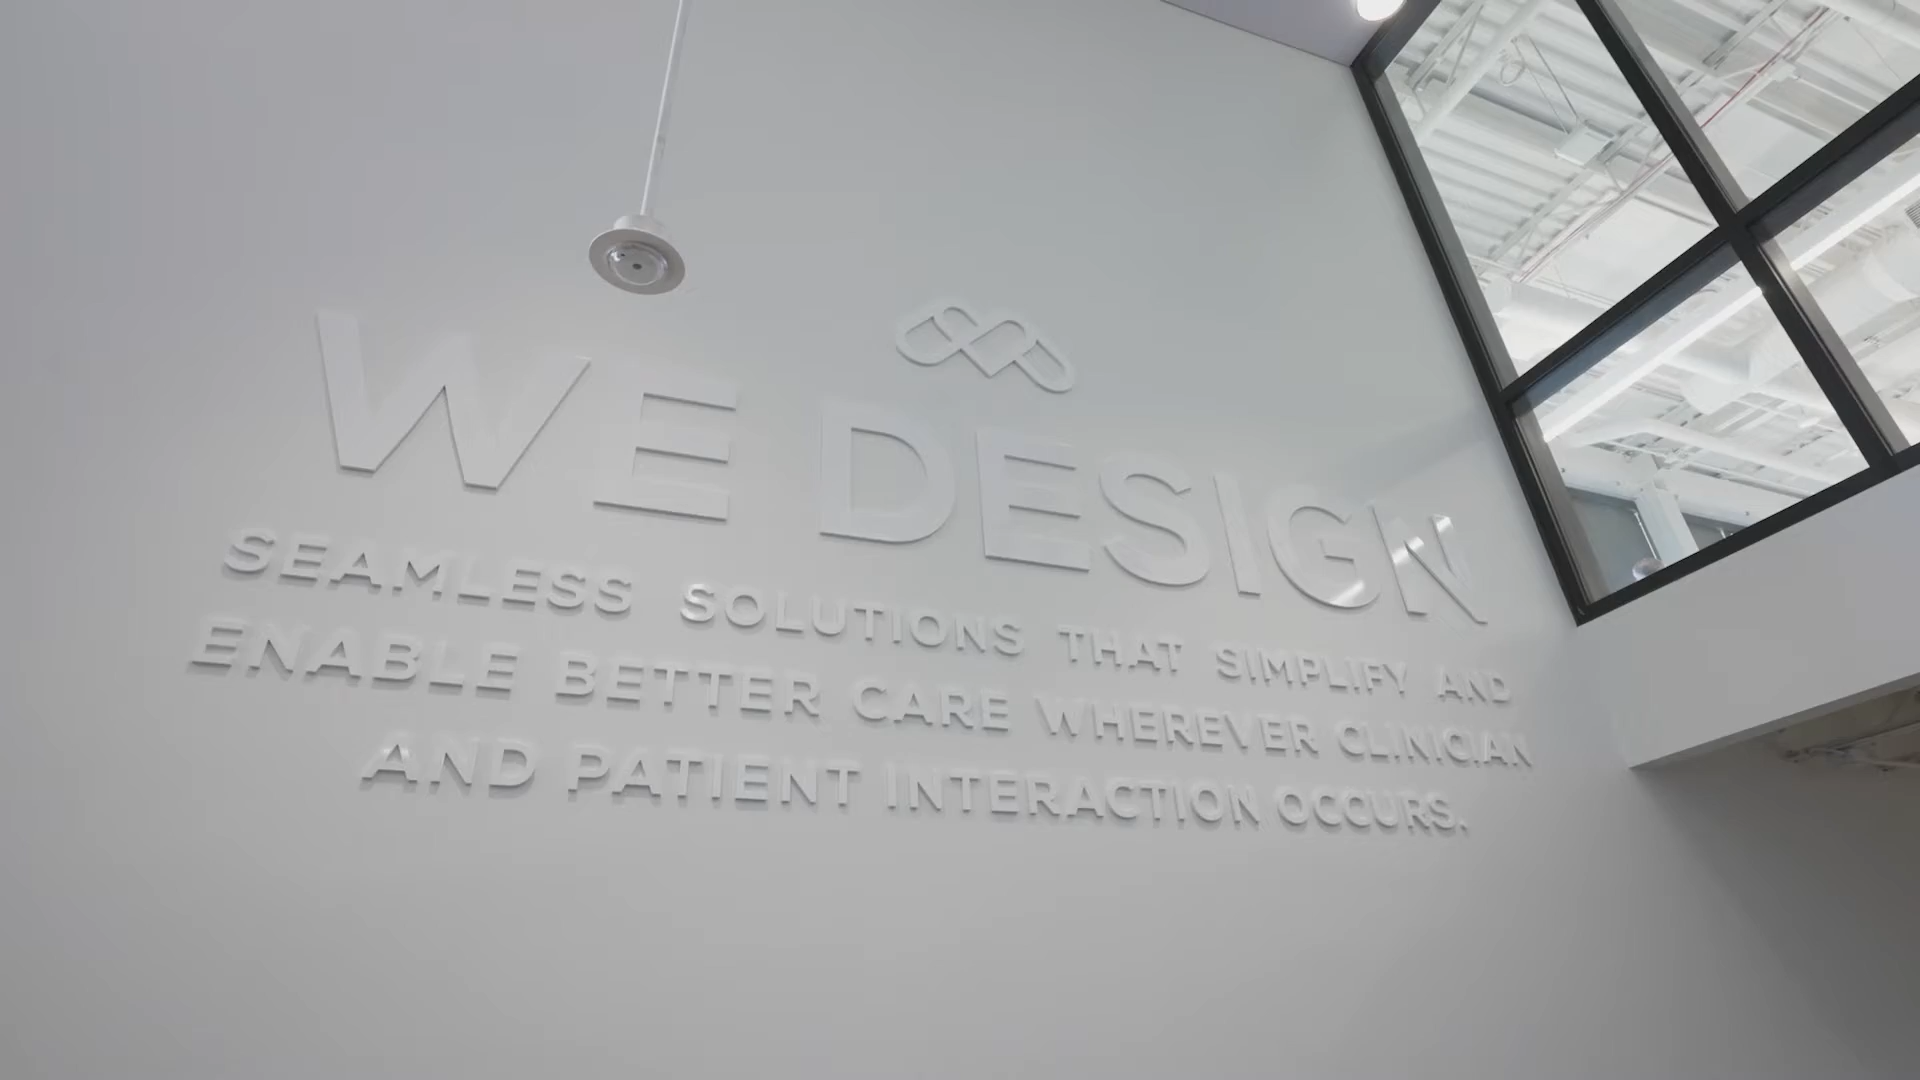 WE DESIGN
SEAMLESS SOLUTIONS THAT SIMPLIFY AND
ENABLE BETTER CARE WHEREVER CLINICIAN
AND PATIENT INTERACTION OCCURS.